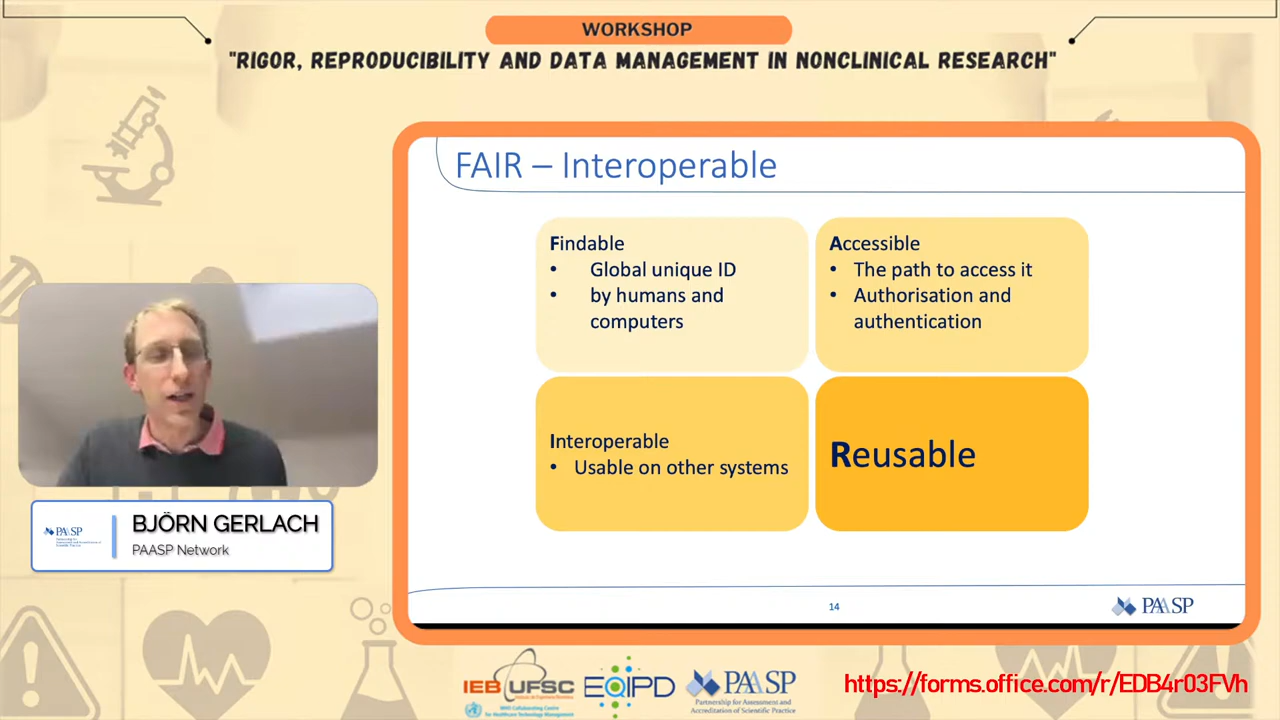 WORKSHOP
"RIGOR, REPRODUCIBILITY AND DATA MANAGEMENT IN NONCLINICAL RESEARCH"
FAIR – Interoperable
Findable
• Global unique ID
• by humans and
computers
Accessible
• The path to access it
• Authorisation and
authentication
Interoperable
• Usable on other systems
Reusable
14
PAASP
PAASP
BJÖRN GERLACH
PAASP Network
IEB UFSC
EQIPD
PAASP
Partnership for Assessment and
Accreditation of Scientific Practice
https://forms.office.com/r/EDB4r03FVh